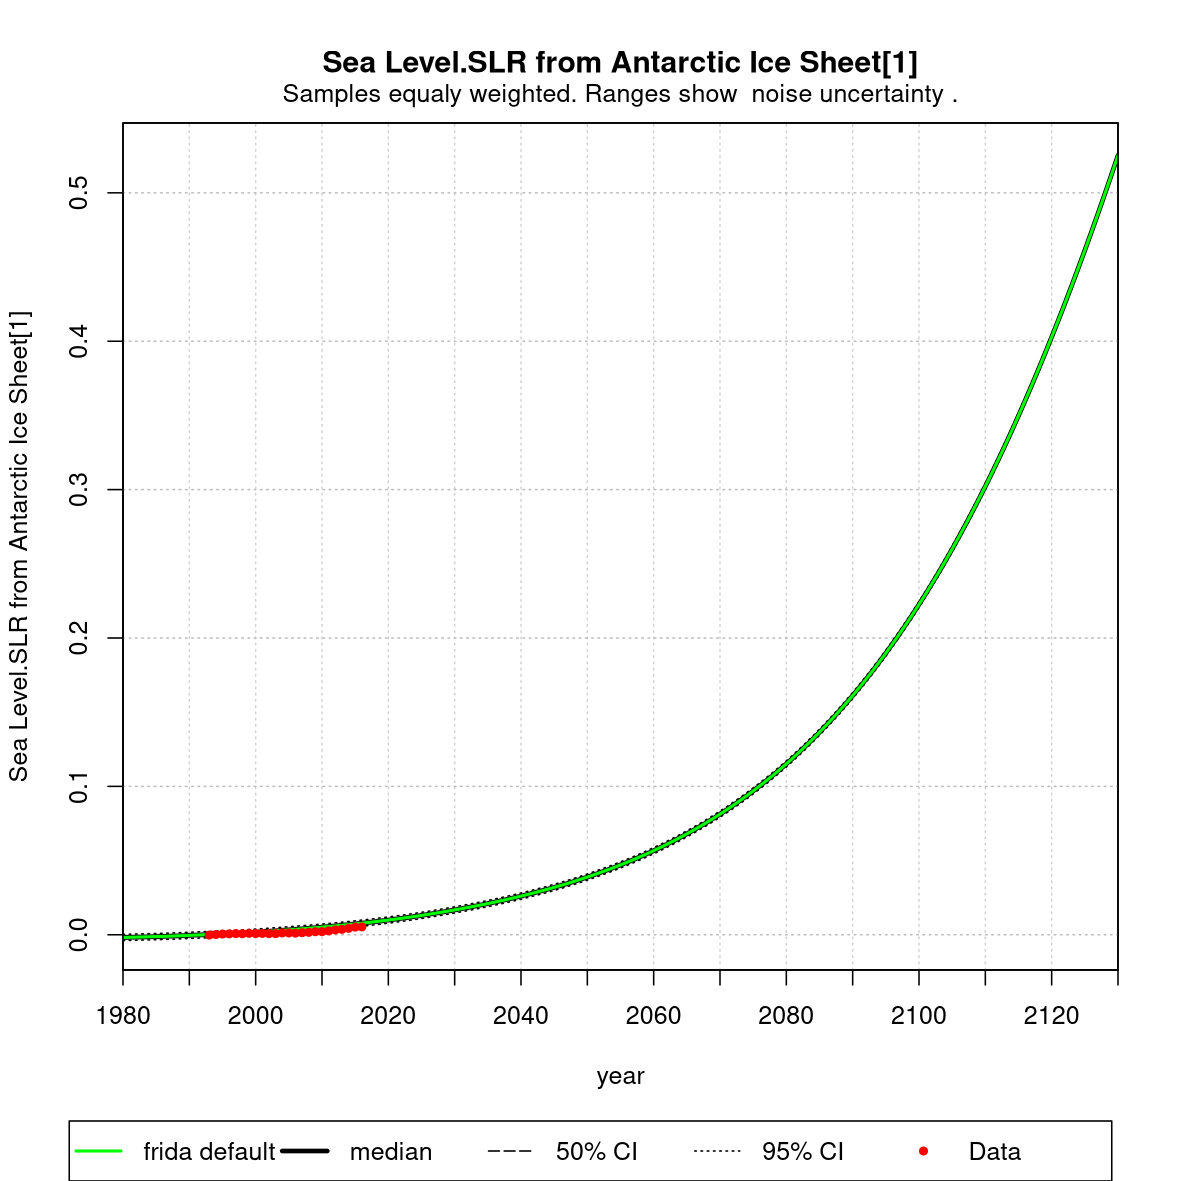 Sea Level.SLR from Antarctic Ice Sheet[1]
Samples equaly weighted. Ranges show  noise uncertainty .
Sea Level.SLR from Antarctic Ice Sheet[1]
0.5
0.4
0.3
0.2
0.1
0.0
1980 2000 2020 2040 2060 2080 2100 2120
year
frida default median 50% CI 95% CI Data